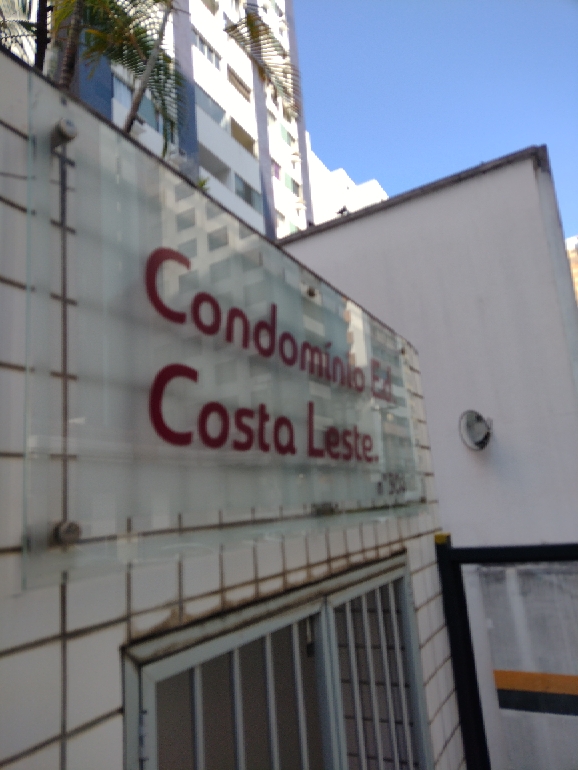 Condomínio Ed.
Costa Leste.